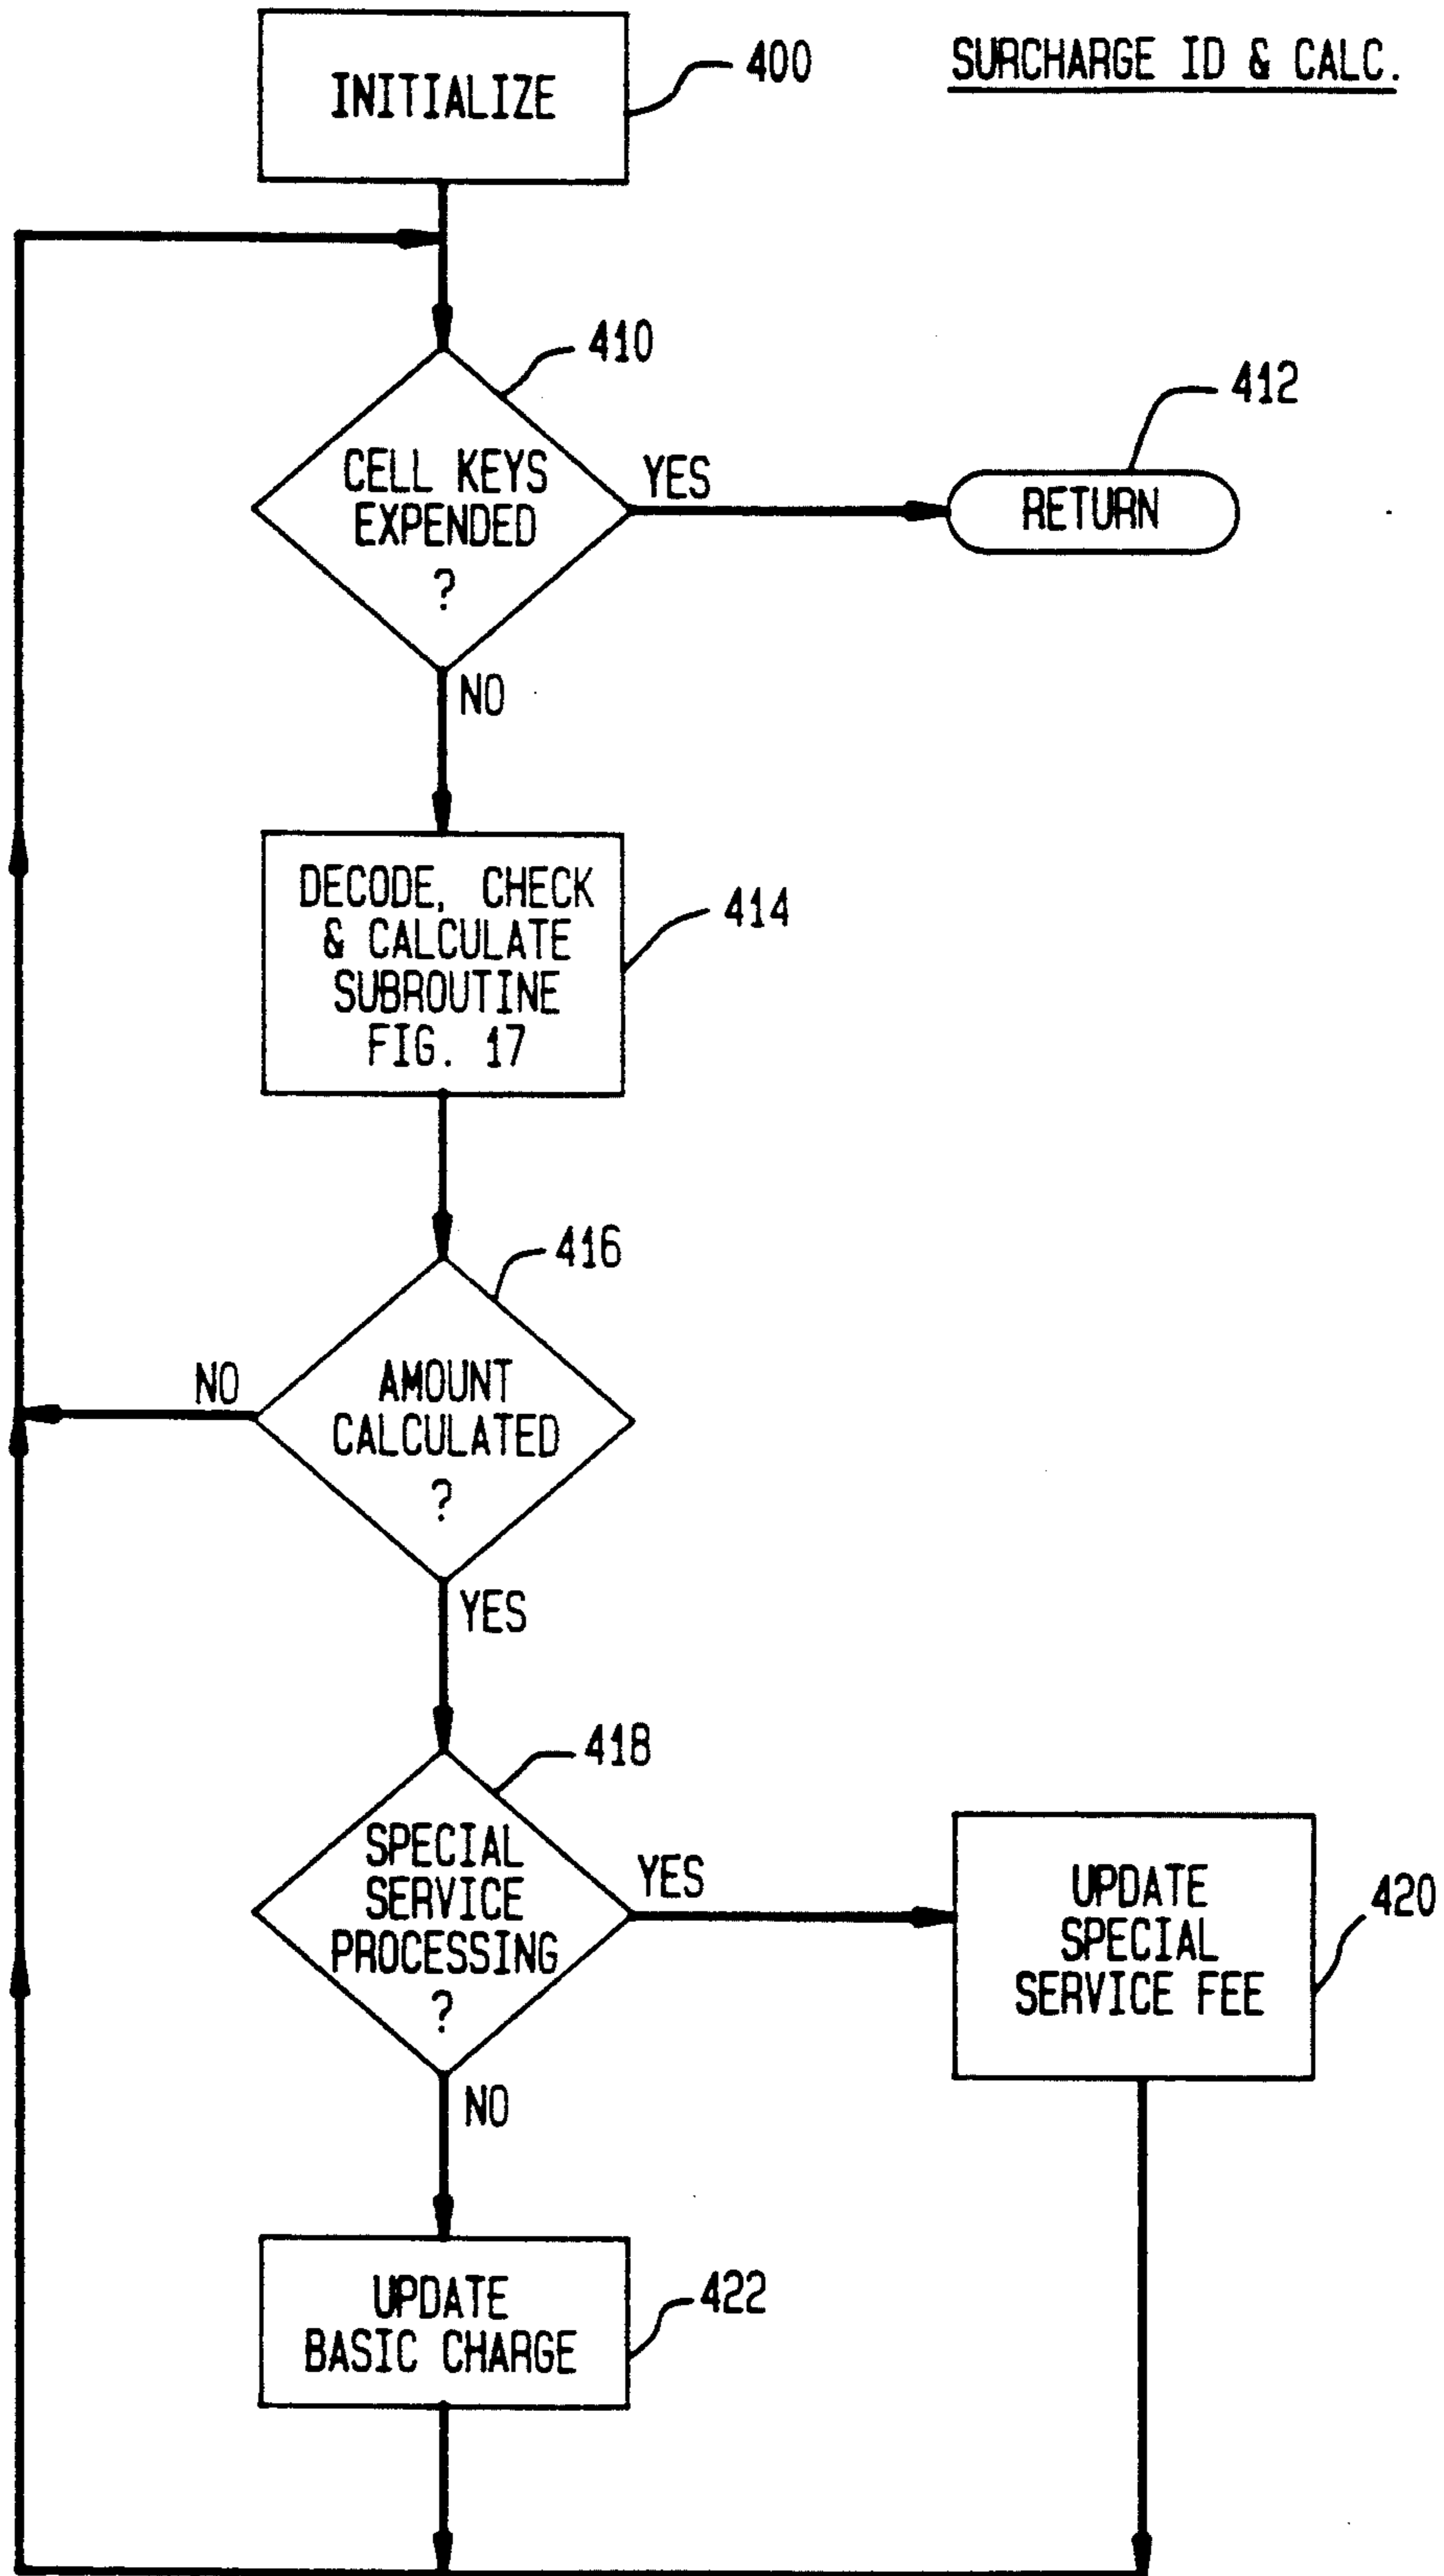 SURCHARGE ID & CALC.
INITIALIZE
400
410
CELL KEYS
EXPENDED
?
YES
412
RETURN
NO
DECODE, CHECK
& CALCULATE
SUBROUTINE
FIG. 17
414
416
AMOUNT
CALCULATED
?
NO
YES
418
SPECIAL
SERVICE
PROCESSING
?
YES
UPDATE
SPECIAL
SERVICE FEE
420
NO
UPDATE
BASIC CHARGE
422